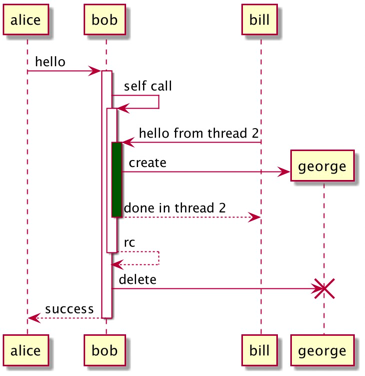 alice bob bill
hello
self call
hello from thread 2
create
george
done in thread 2
rc
delete
success
alice bob bill george